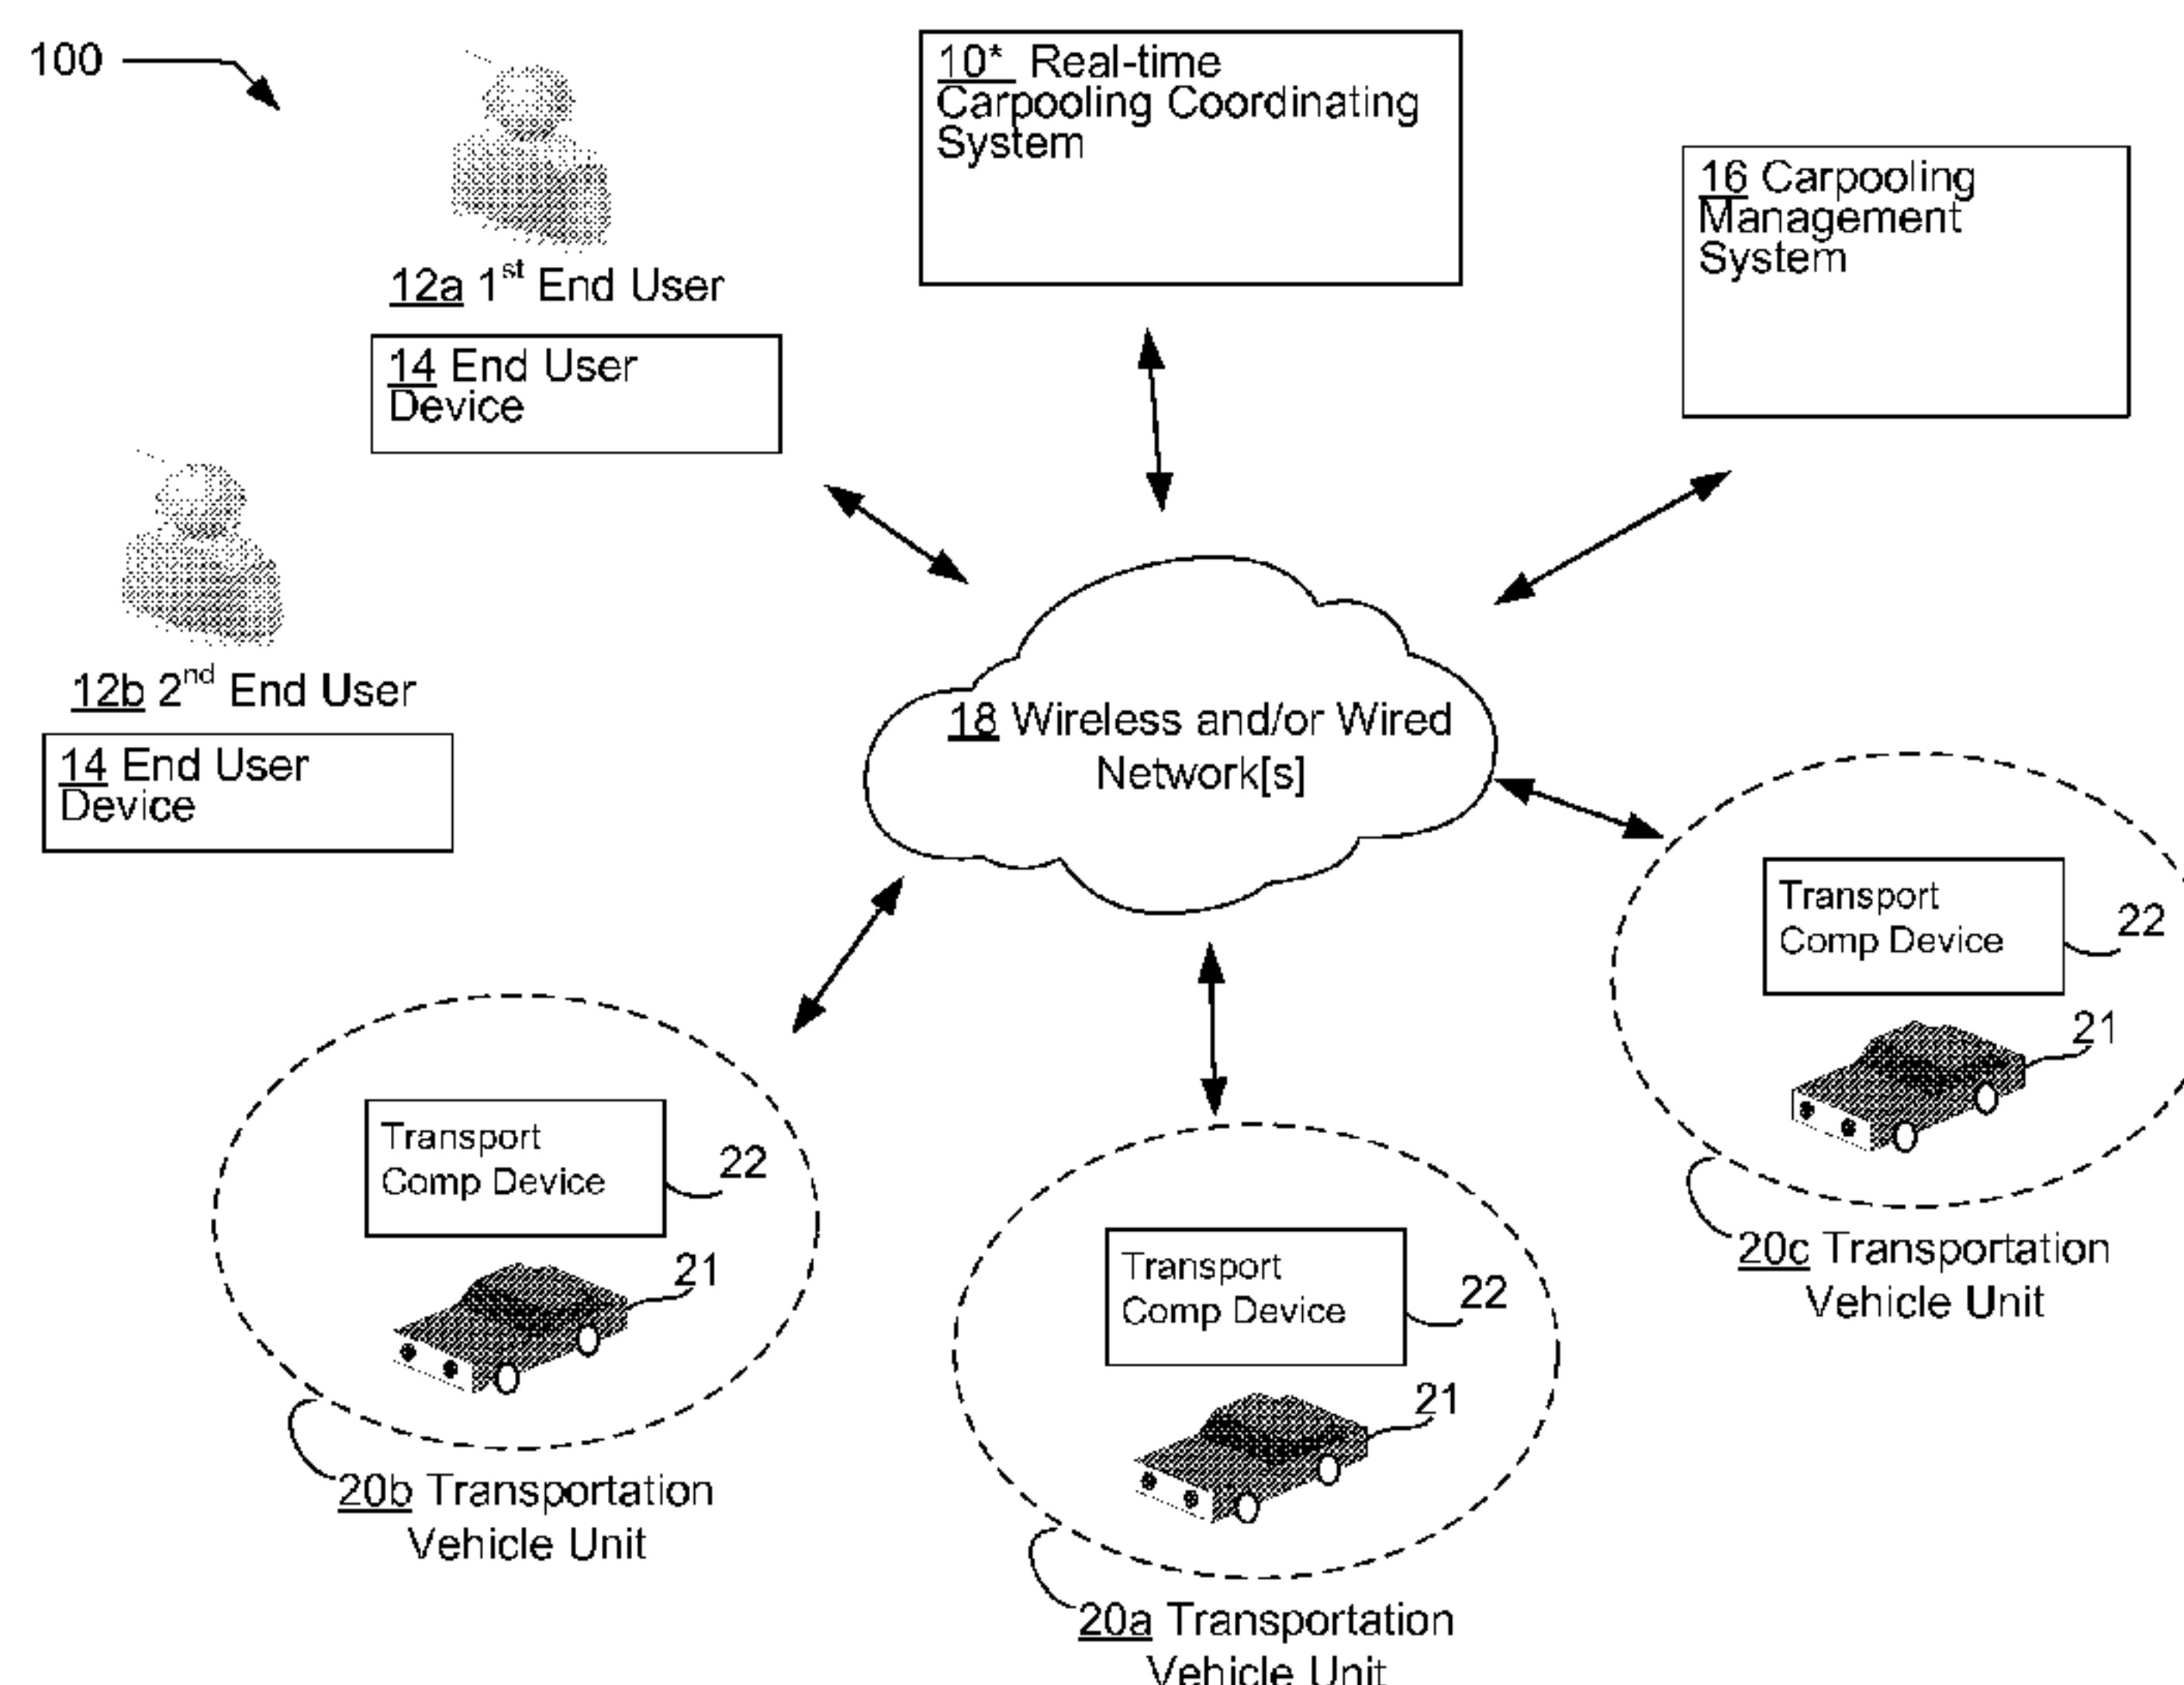 100
10* Real-time
Carpooling Coordinating
System
16 Carpooling
Management
System
12a 1st End User
14 End User
Device
12b 2nd End User
14 End User
Device
18 Wireless and/or Wired
Network[s]
Transport
Comp Device
22
21
20c Transportation
Vehicle Unit
Transport
Comp Device
22
21
20b Transportation
Vehicle Unit
Transport
Comp Device
22
21
20a Transportation
Vehicle Unit